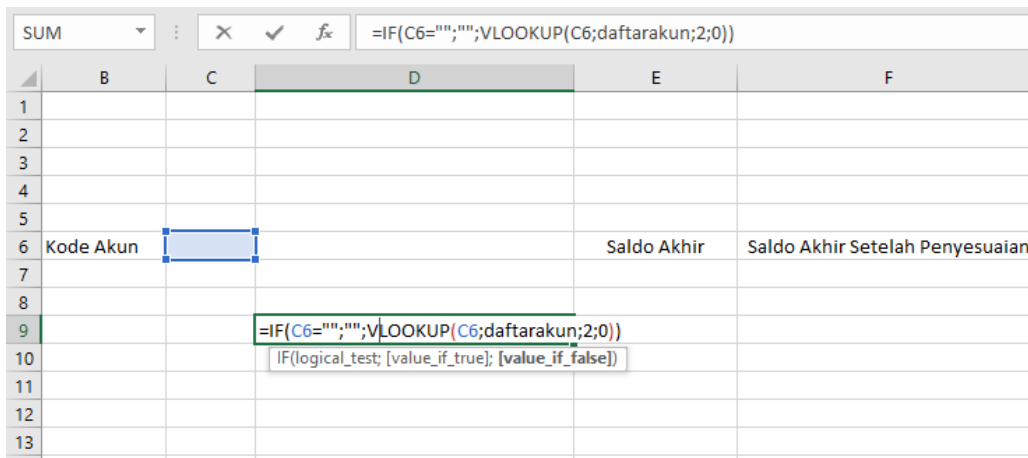 SUM fx =IF(C6="";"";VLOOKUP(C6;daftarakun;2;0))
B C D E F
1
2
3
4
5
6 Kode Akun Saldo Akhir Saldo Akhir Setelah Penyesuaian
7
8
9 =IF(C6="";"";VLOOKUP(C6;daftarakun;2;0))
10 IF(logical_test; [value_if_true]; [value_if_false])
11
12
13